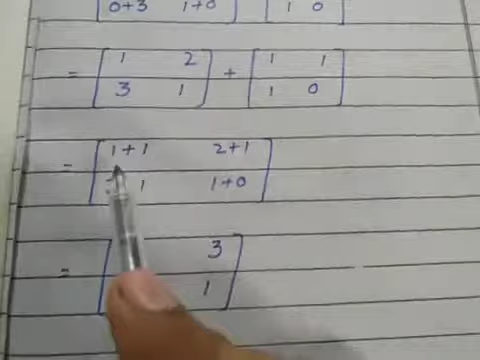 0+3 1+0 1 0
= 1 2 + 1 1
3 1 1 0
= 1+1 2+1
1 1+0
= 3
1